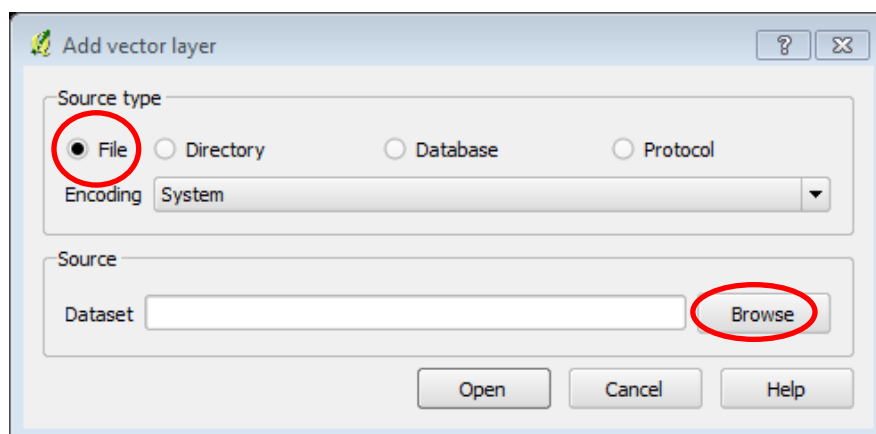 Add vector layer ?
Source type
File Directory Database Protocol
Encoding System
Source
Dataset Browse
Open Cancel Help